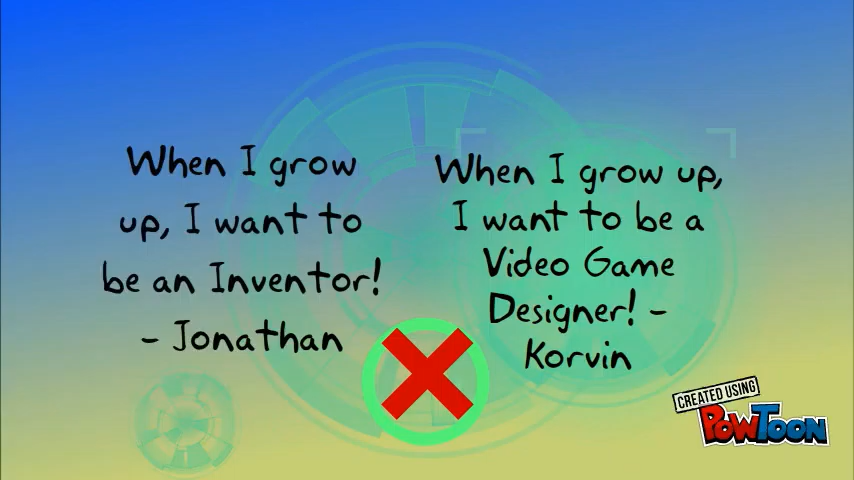 When I grow
up, I want to
be an Inventor!
- Jonathan
When I grow up,
I want to be a
Video Game
Designer! -
Korvin
CREATED USING
POWTOON